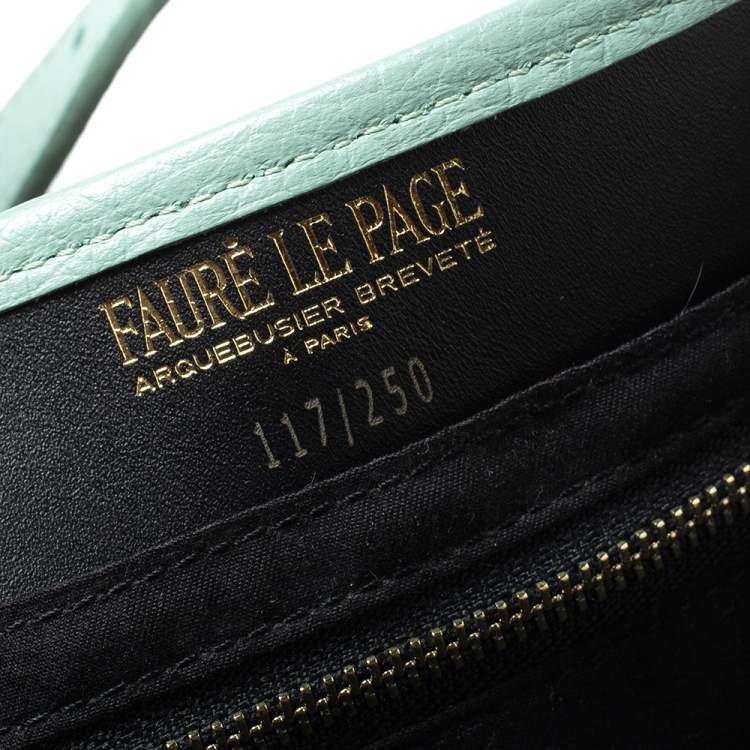 FAURÉ LE PAGE
ARQUEBUSIER BREVETÉ
À PARIS
117/250